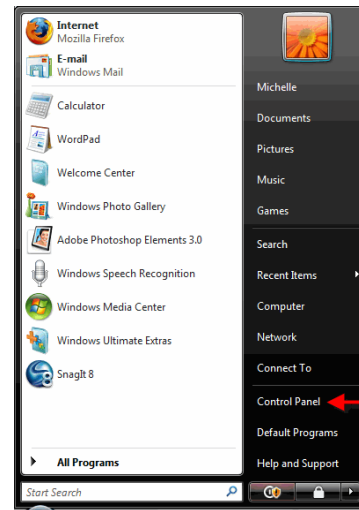 Internet
Mozilla Firefox
E-mail
Windows Mail
Calculator
WordPad
Welcome Center
Windows Photo Gallery
Adobe Photoshop Elements 3.0
Windows Speech Recognition
Windows Media Center
Windows Ultimate Extras
SnagIt 8
All Programs
Start Search
Michelle
Documents
Pictures
Music
Games
Search
Recent Items
Computer
Network
Connect To
Control Panel
Default Programs
Help and Support